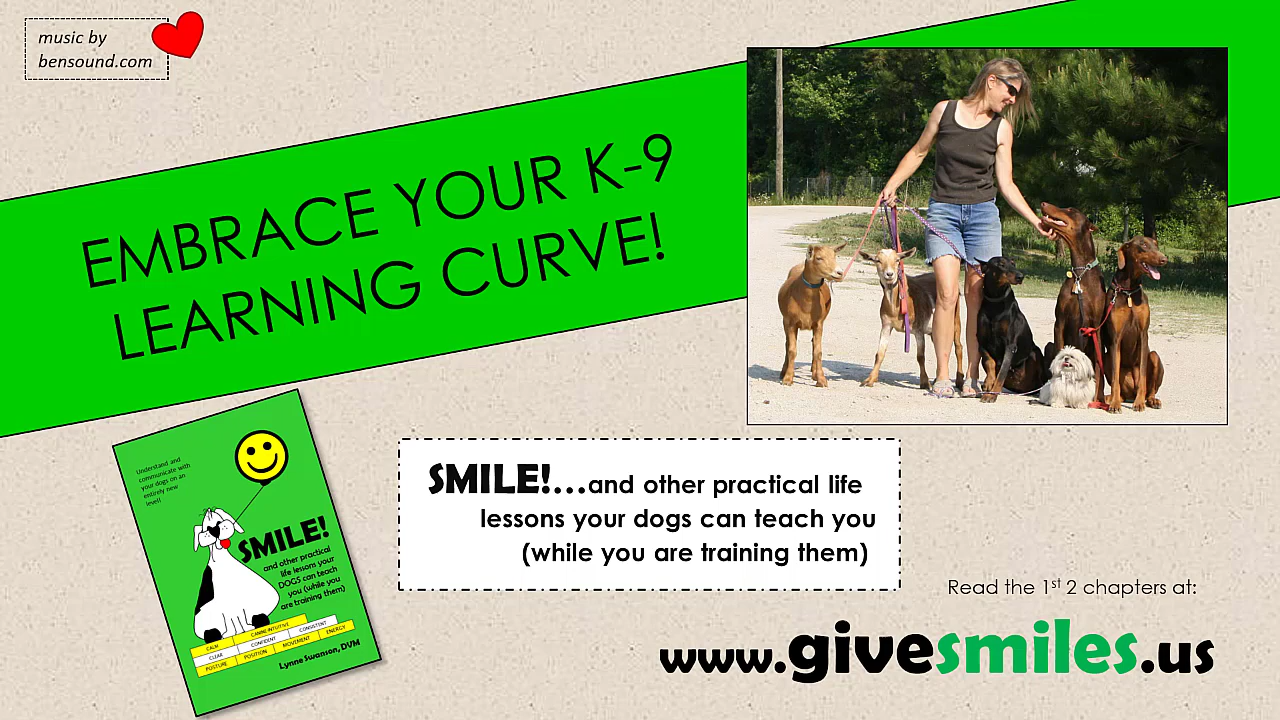 music by
bensound.com
EMBRACE YOUR K-9
LEARNING CURVE!
Understand and
communicate with
your dogs on an
entirely new
level!
SMILE!
and other practical
life lessons your
DOGS can teach
you (while you
are training them)
CALM CANINE-INTUITIVE CONSISTENT
CLEAR CONFIDENT ENERGY
POSTURE POSITION MOVEMENT
Lynne Swanson, DVM
SMILE!...and other practical life
lessons your dogs can teach you
(while you are training them)
Read the 1st 2 chapters at:
www.givesmiles.us